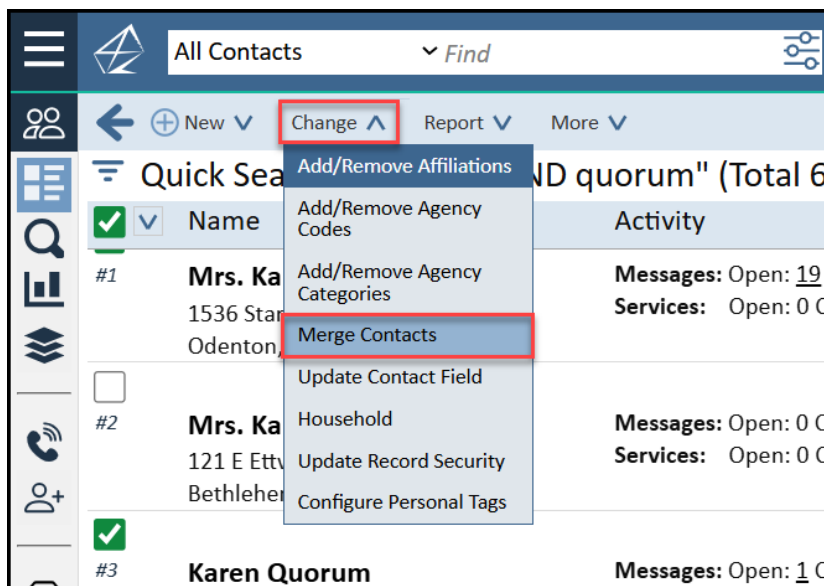 All Contacts Find
New Change Report More
Quick Sea ND quorum" (Total 6
Name Activity
Add/Remove Affiliations
Add/Remove Agency
Codes
Add/Remove Agency
Categories
Merge Contacts
Update Contact Field
Household
Update Record Security
Configure Personal Tags
#1 Mrs. Ka Messages: Open: 19
1536 Star Services: Open: 0
Odenton,
#2 Mrs. Ka Messages: Open: 0
121 E Ettw Services: Open: 0
Bethlehe
#3 Karen Quorum Messages: Open: 1